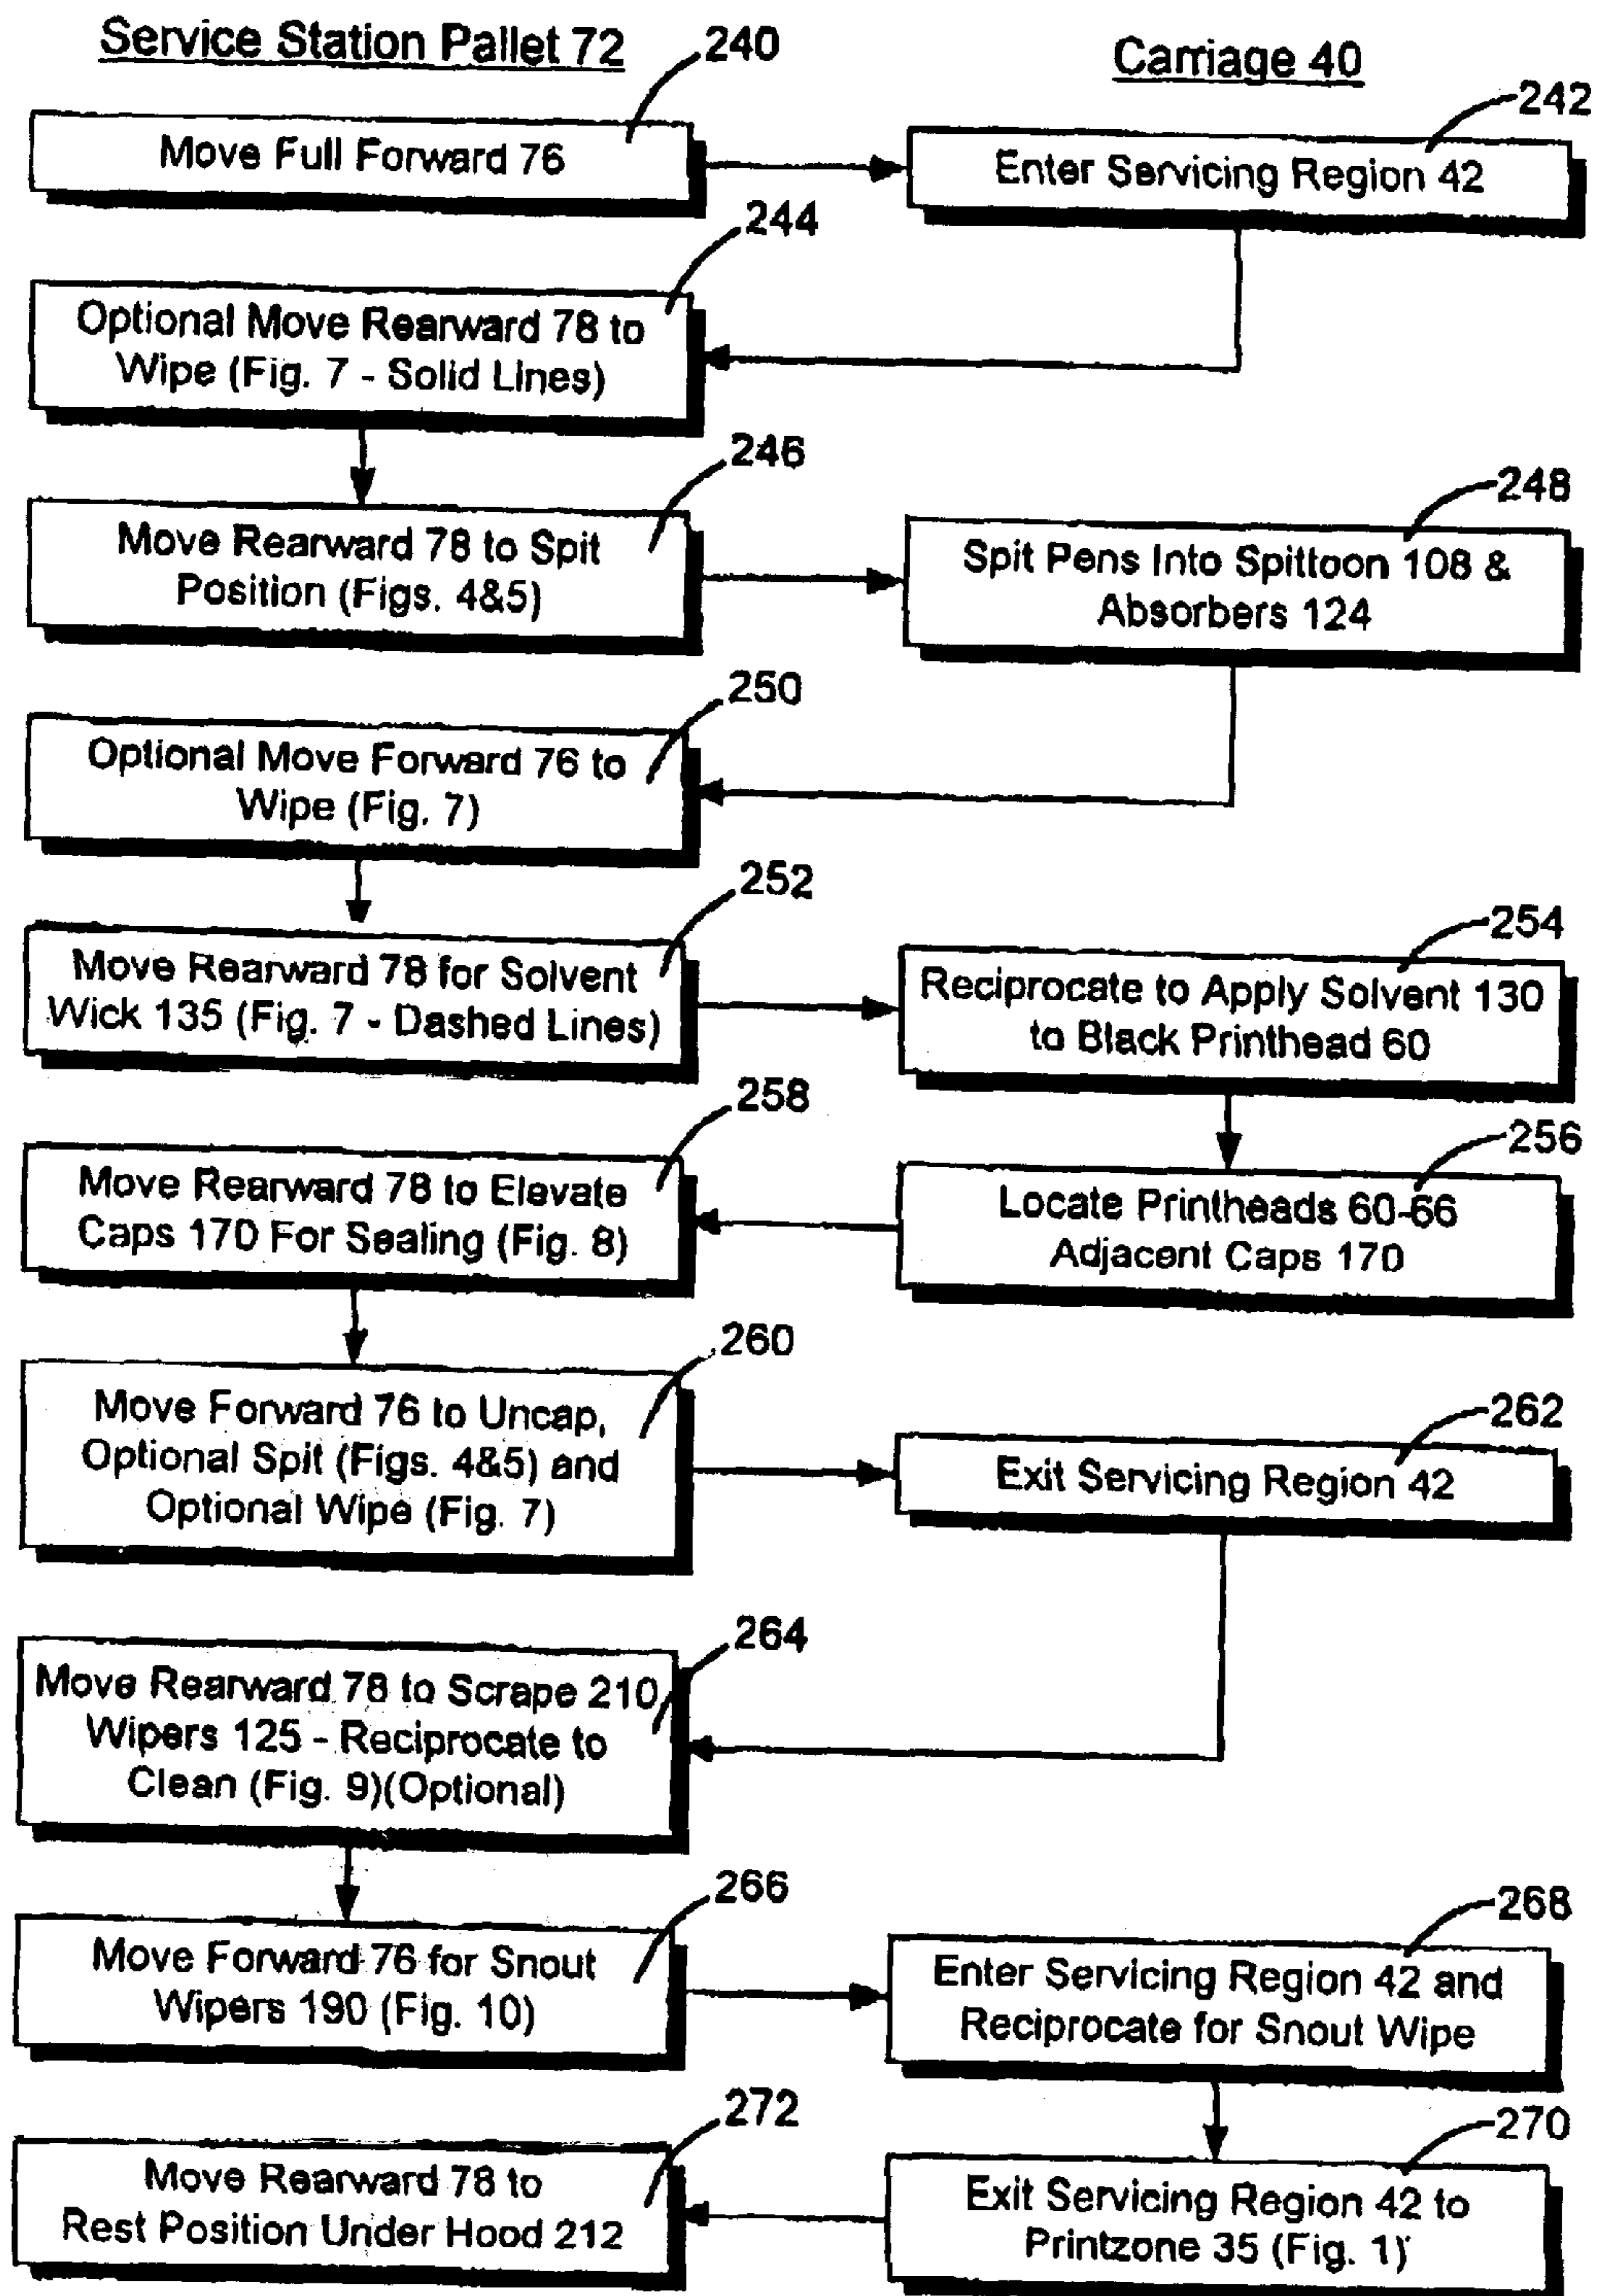 Service Station Pallet 72
240
Carriage 40
242
Move Full Forward 76
Enter Servicing Region 42
244
Optional Move Rearward 78 to
Wipe (Fig. 7 - Solid Lines)
246
248
Move Rearward 78 to Spit
Position (Figs. 4&5)
Spit Pens Into Spittoon 108 &
Absorbers 124
250
Optional Move Forward 76 to
Wipe (Fig. 7)
252
254
Move Rearward 78 for Solvent
Wick 135 (Fig. 7 - Dashed Lines)
Reciprocate to Apply Solvent 130
to Black Printhead 60
258
256
Move Rearward 78 to Elevate
Caps 170 For Sealing (Fig. 8)
Locate Printheads 60-66
Adjacent Caps 170
260
262
Move Forward 76 to Uncap,
Optional Spit (Figs. 4&5) and
Optional Wipe (Fig. 7)
Exit Servicing Region 42
264
Move Rearward 78 to Scrape 210
Wipers 125 - Reciprocate to
Clean (Fig. 9)(Optional)
266
268
Move Forward 76 for Snout
Wipers 190 (Fig. 10)
Enter Servicing Region 42 and
Reciprocate for Snout Wipe
272
270
Move Rearward 78 to
Rest Position Under Hood 212
Exit Servicing Region 42 to
Printzone 35 (Fig. 1)